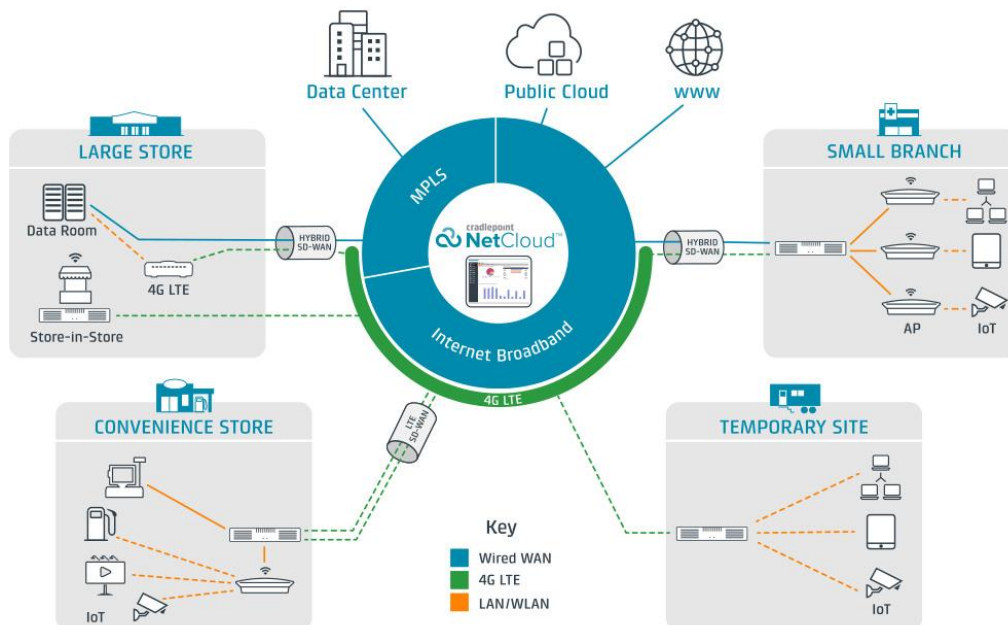 Data Center
Public Cloud
www
LARGE STORE
Data Room
4G LTE
Store-in-Store
HYBRID
SD-WAN
MPLS
cradlepoint
NetCloud™
Internet Broadband
4G LTE
HYBRID
SD-WAN
SMALL BRANCH
AP
IoT
CONVENIENCE STORE
IoT
LTE
SD-WAN
TEMPORARY SITE
IoT
Key
Wired WAN
4G LTE
LAN/WLAN